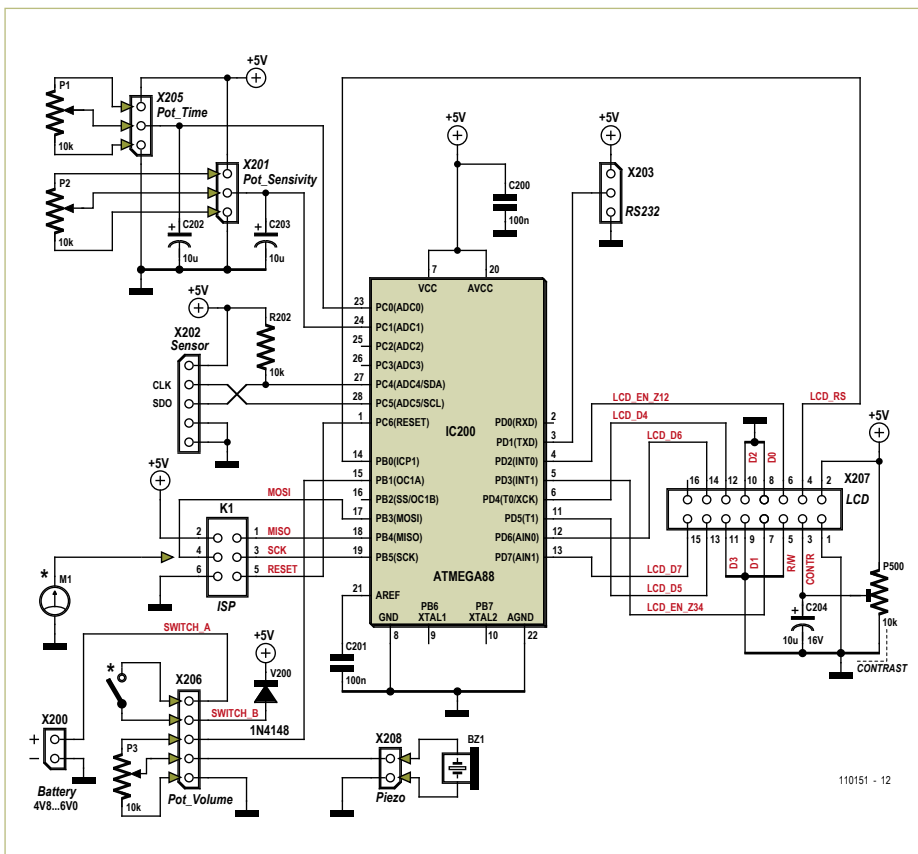 +5V
P1
X205
Pot_Time
10k
+5V
+5V
X201
Pot_Sensivity
P2
10k
C202
10u
C203
10u
C200
100n
X203
RS232
7
20
VCC
AVCC
+5V
R202
10k
X202
Sensor
CLK
SDO
23 PC0(ADC0)
24 PC1(ADC1)
25 PC2(ADC2)
26 PC3(ADC3)
27 PC4(ADC4/SDA)
28 PC5(ADC5/SCL)
1 PC6(RESET)
14 PB0(ICP1)
15 PB1(OC1A)
16 PB2(SS/OC1B)
17 PB3(MOSI)
18 PB4(MISO)
19 PB5(SCK)
21 AREF
IC200
ATMEGA88
PD0(RXD) 2
PD1(TXD) 3
PD2(INT0) 4
PD3(INT1) 5
PD4(T0/XCK) 6
PD5(T1) 11
PD6(AIN0) 12
PD7(AIN1) 13
GND
PB6
XTAL1
PB7
XTAL2
AGND
8
9
10
22
+5V
MOSI
K1
2
1
MISO
4
3
SCK
6
5
RESET
ISP
*
M1
C201
100n
LCD_EN_Z12
LCD_RS
LCD_D4
LCD_D6
+5V
D2
D0
16
14
12
10
8
6
4
2
X207
LCD
15
13
11
9
7
5
3
1
D3
D1
R/W
CONTR
LCD_D7
LCD_D5
LCD_EN_Z34
P500
10k
C204
10u
16V
CONTRAST
SWITCH_A
+5V
*
X206
V200
SWITCH_B
1N4148
X200
+
–
Battery
4V8...6V0
P3
10k
Pot_Volume
X208
Piezo
BZ1
110151 - 12
+5V
+
+
+
+